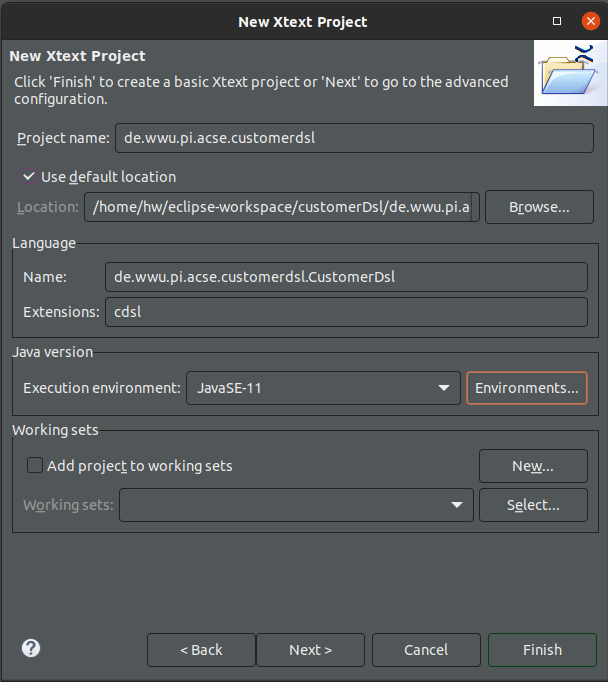 New Xtext Project
New Xtext Project
Click 'Finish' to create a basic Xtext project or 'Next' to go to the advanced
configuration.
Project name: de.wwu.pi.acse.customerdsl
Use default location
Location: /home/hw/eclipse-workspace/customerDsl/de.wwu.pi.a Browse...
Language
Name: de.wwu.pi.acse.customerdsl.CustomerDsl
Extensions: cdsl
Java version
Execution environment: JavaSE-11 Environments...
Working sets
Add project to working sets New...
Working sets: Select...
? < Back Next > Cancel Finish